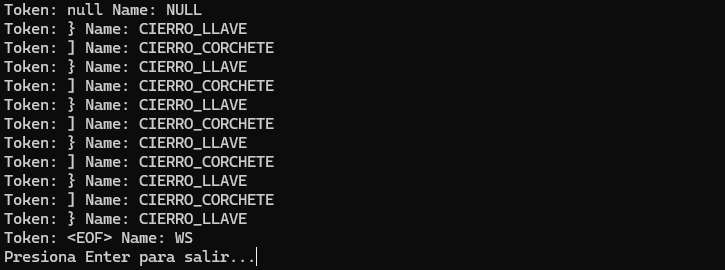 Token: null Name: NULL
Token: } Name: CIERRO_LLAVE
Token: ] Name: CIERRO_CORCHETE
Token: } Name: CIERRO_LLAVE
Token: ] Name: CIERRO_CORCHETE
Token: } Name: CIERRO_LLAVE
Token: ] Name: CIERRO_CORCHETE
Token: } Name: CIERRO_LLAVE
Token: ] Name: CIERRO_CORCHETE
Token: } Name: CIERRO_LLAVE
Token: ] Name: CIERRO_CORCHETE
Token: } Name: CIERRO_LLAVE
Token: <EOF> Name: WS
Presiona Enter para salir...